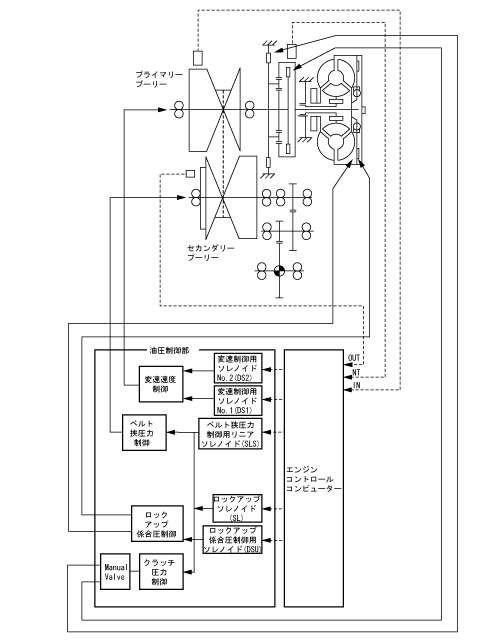 プライマリー
プーリー
セカンダリー
プーリー
OUT
NT
IN
油圧制御部
変速速度
制御
変速制御用
ソレノイド
No.2(DS2)
変速制御用
ソレノイド
No.1(DS1)
ベルト
挟圧力
制御
ベルト挟圧力
制御用リニア
ソレノイド(SLS)
エンジン
コントロール
コンピューター
ロック
アップ
係合圧制御
ロックアップ
ソレノイド
(SL)
ロックアップ
係合圧制御用
ソレノイド(DSU)
Manual
Valve
クラッチ
圧力
制御